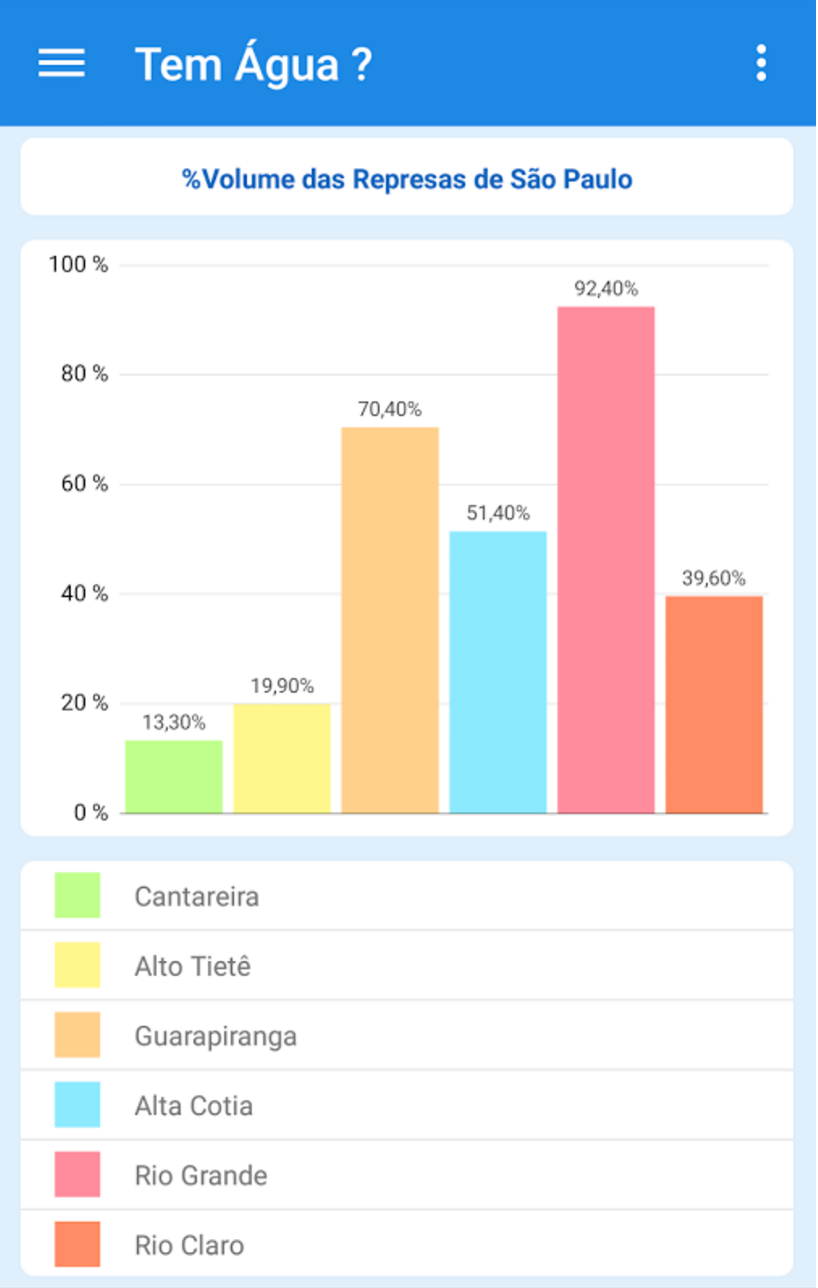 Tem Água ?
%Volume das Represas de São Paulo
100 %
92,40%
80 %
70,40%
60 %
51,40%
40 %
39,60%
20 %
19,90%
13,30%
0 %
Cantareira
Alto Tietê
Guarapiranga
Alta Cotia
Rio Grande
Rio Claro